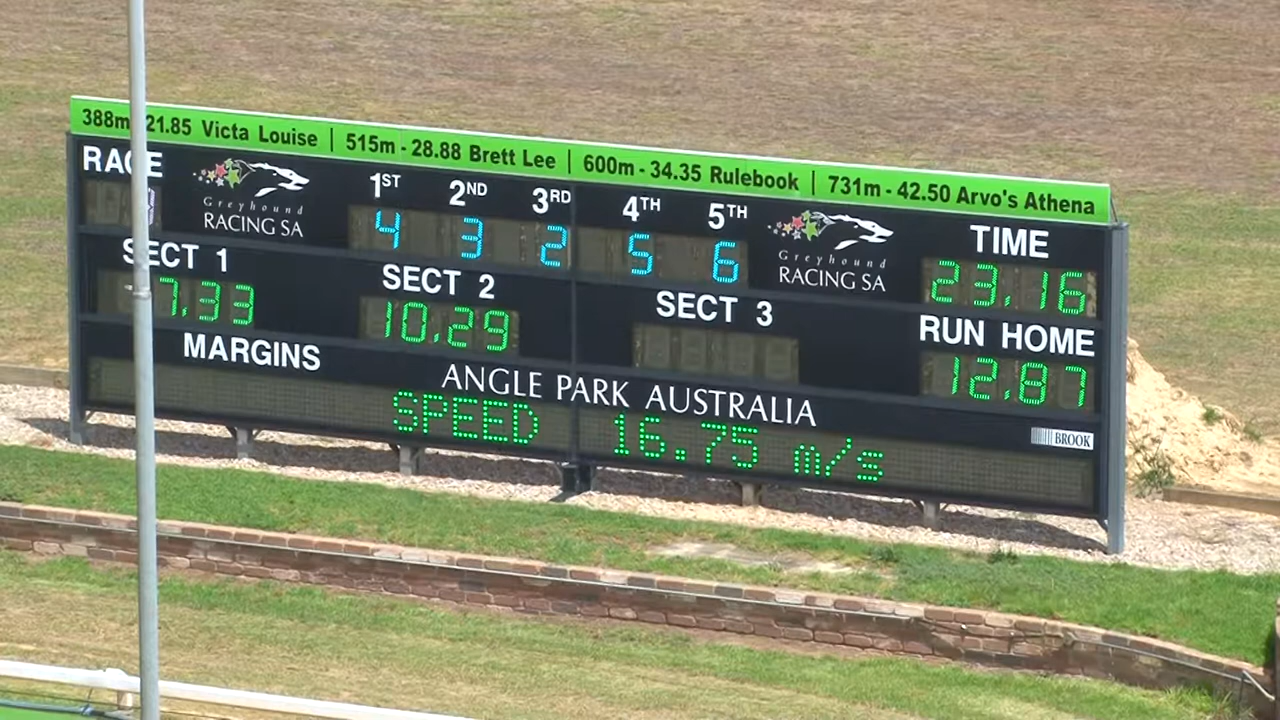 388m 21.85 Victa Louise | 515m - 28.88 Brett Lee | 600m - 34.35 Rulebook | 731m - 42.50 Arvo's Athena
RACE
Greyhound
RACING SA
1ST 2ND 3RD 4TH 5TH
4 3 2 5 6
Greyhound
RACING SA
TIME
23.16
SECT 1
7.33
SECT 2
10.29
SECT 3
RUN HOME
12.87
MARGINS
ANGLE PARK AUSTRALIA
SPEED 16.75 m/s
BROOK